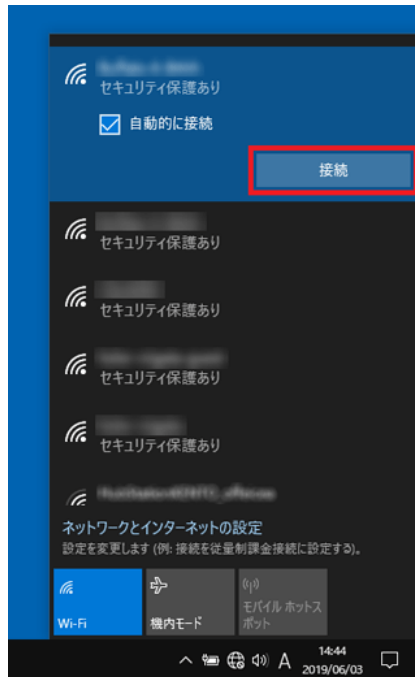 セキュリティ保護あり
自動的に接続
接続
セキュリティ保護あり
セキュリティ保護あり
セキュリティ保護あり
セキュリティ保護あり
ネットワークとインターネットの設定
設定を変更します (例: 接続を従量制課金接続に設定する)。
Wi-Fi
機内モード
モバイル ホットス
ポット
A
14:44
2019/06/03